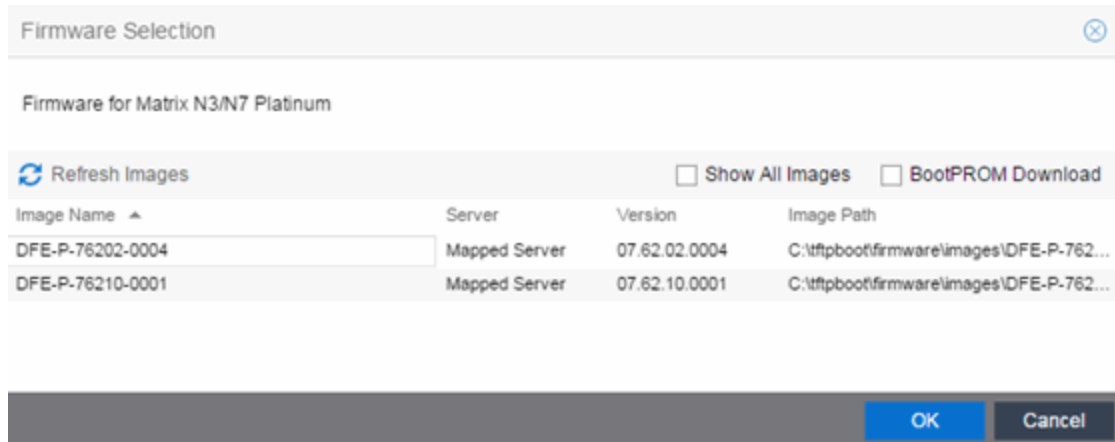 Firmware Selection
Firmware for Matrix N3/N7 Platinum
Refresh Images Show All Images BootPROM Download
Image Name Server Version Image Path
DFE-P-76202-0004 Mapped Server 07.62.02.0004 C:\tftpboot\firmware\images\DFE-P-762...
DFE-P-76210-0001 Mapped Server 07.62.10.0001 C:\tftpboot\firmware\images\DFE-P-762...
OK Cancel